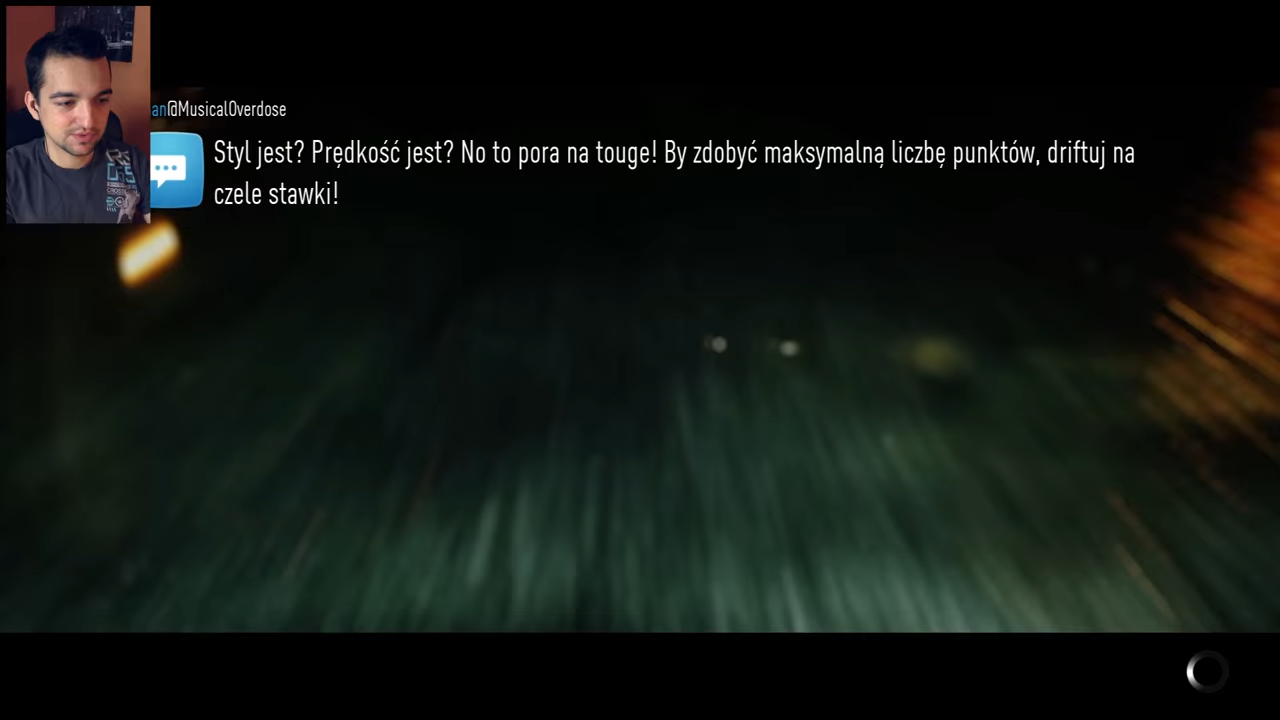 an@MusicalOverdose
Styl jest? Prędkość jest? No to pora na touge! By zdobyć maksymalną liczbę punktów, driftuj na
czele stawki!